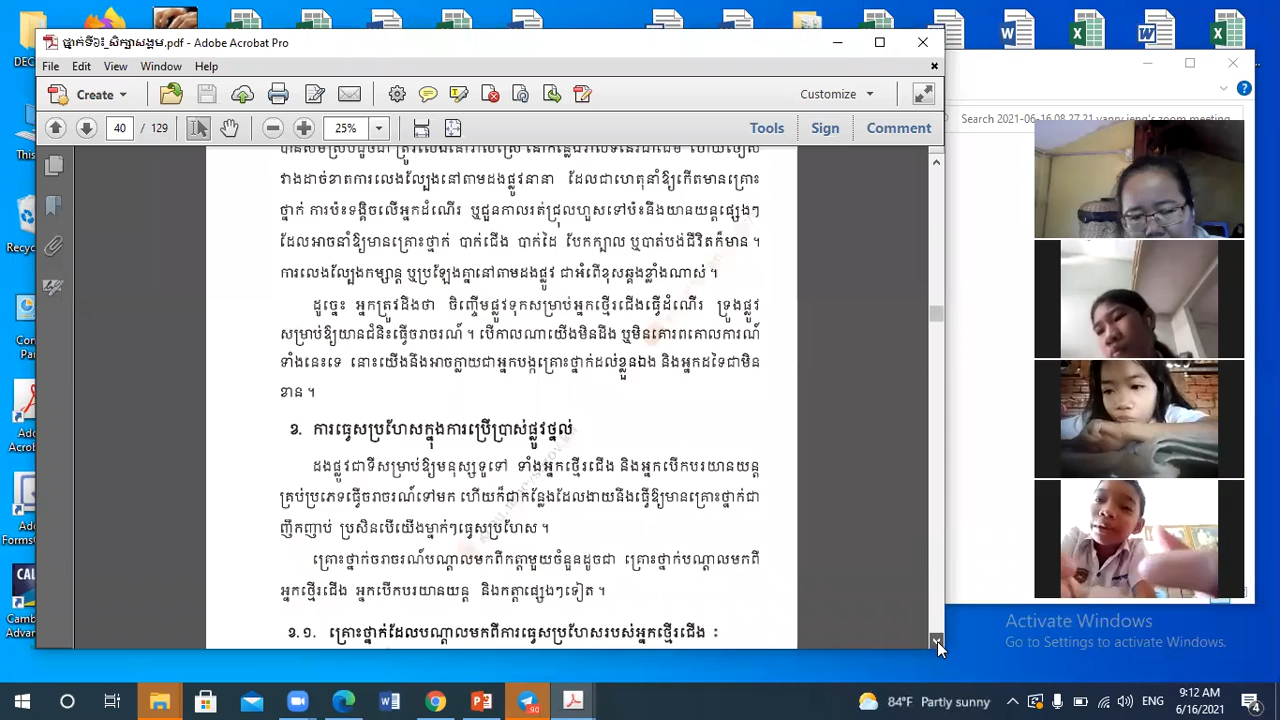 ថ្នាក់ទី៦៖_សិក្សាសង្គម.pdf - Adobe Acrobat Pro
File Edit View Window Help
Create
Customize
40 / 129
25%
Tools Sign Comment
Search 2021-06-16 08.27.21
zoom meeting
វាងដាច់ខាតការលេងល្បែងនៅតាមដងផ្លូវនានា ដែលជាហេតុនាំឱ្យកើតមានគ្រោះ
ថ្នាក់ ការប៉ះទង្គិចលើអ្នកដំណើរ ឬជួនកាលរត់ជ្រុលហួសទៅប៉ះនឹងយានយន្តផ្សេងៗ
ដែលអាចនាំឱ្យមានគ្រោះថ្នាក់ បាក់ជើង បាក់ដៃ បែកក្បាល ឬបាត់បង់ជីវិតក៏មាន ។
ការលេងល្បែងកម្សាន្ត ឬប្រឡែងគ្នានៅតាមដងផ្លូវ ជាអំពើខុសឆ្គងខ្លាំងណាស់ ។
ដូច្នេះ អ្នកត្រូវដឹងថា ចិញ្ចើមផ្លូវទុកសម្រាប់អ្នកថ្មើរជើងធ្វើដំណើរ ទ្រូងផ្លូវ
សម្រាប់ឱ្យយានជំនិះធ្វើចរាចរណ៍ ។ បើកាលណាយើងមិនដឹង ឬមិនគោរពគោលការណ៍
ទាំងនេះទេ នោះយើងនឹងអាចក្លាយជាអ្នកបង្កគ្រោះថ្នាក់ដល់ខ្លួនឯង និងអ្នកដទៃជាមិន
ខាន ។
ខ. ការធ្វេសប្រហែសក្នុងការប្រើប្រាស់ផ្លូវថ្នល់
ដងផ្លូវជាទីសម្រាប់ឱ្យមនុស្សទូទៅ ទាំងអ្នកថ្មើរជើង និងអ្នកបើកបរយានយន្ត
គ្រប់ប្រភេទធ្វើចរាចរណ៍ទៅមក ហើយក៏ជាកន្លែងដែលងាយនឹងធ្វើឱ្យមានគ្រោះថ្នាក់ជា
ញឹកញាប់ ប្រសិនបើយើងម្នាក់ៗធ្វេសប្រហែស ។
គ្រោះថ្នាក់ចរាចរណ៍បណ្តាលមកពីកត្តាមួយចំនួនដូចជា គ្រោះថ្នាក់បណ្តាលមកពី
អ្នកថ្មើរជើង អ្នកបើកបរយានយន្ត និងកត្តាផ្សេងៗទៀត ។
ខ.១. គ្រោះថ្នាក់ដែលបណ្តាលមកពីការធ្វេសប្រហែសរបស់អ្នកថ្មើរជើង ៖
Activate Windows
Go to Settings to activate Windows.
84°F Partly sunny
ENG
9:12 AM
6/16/2021